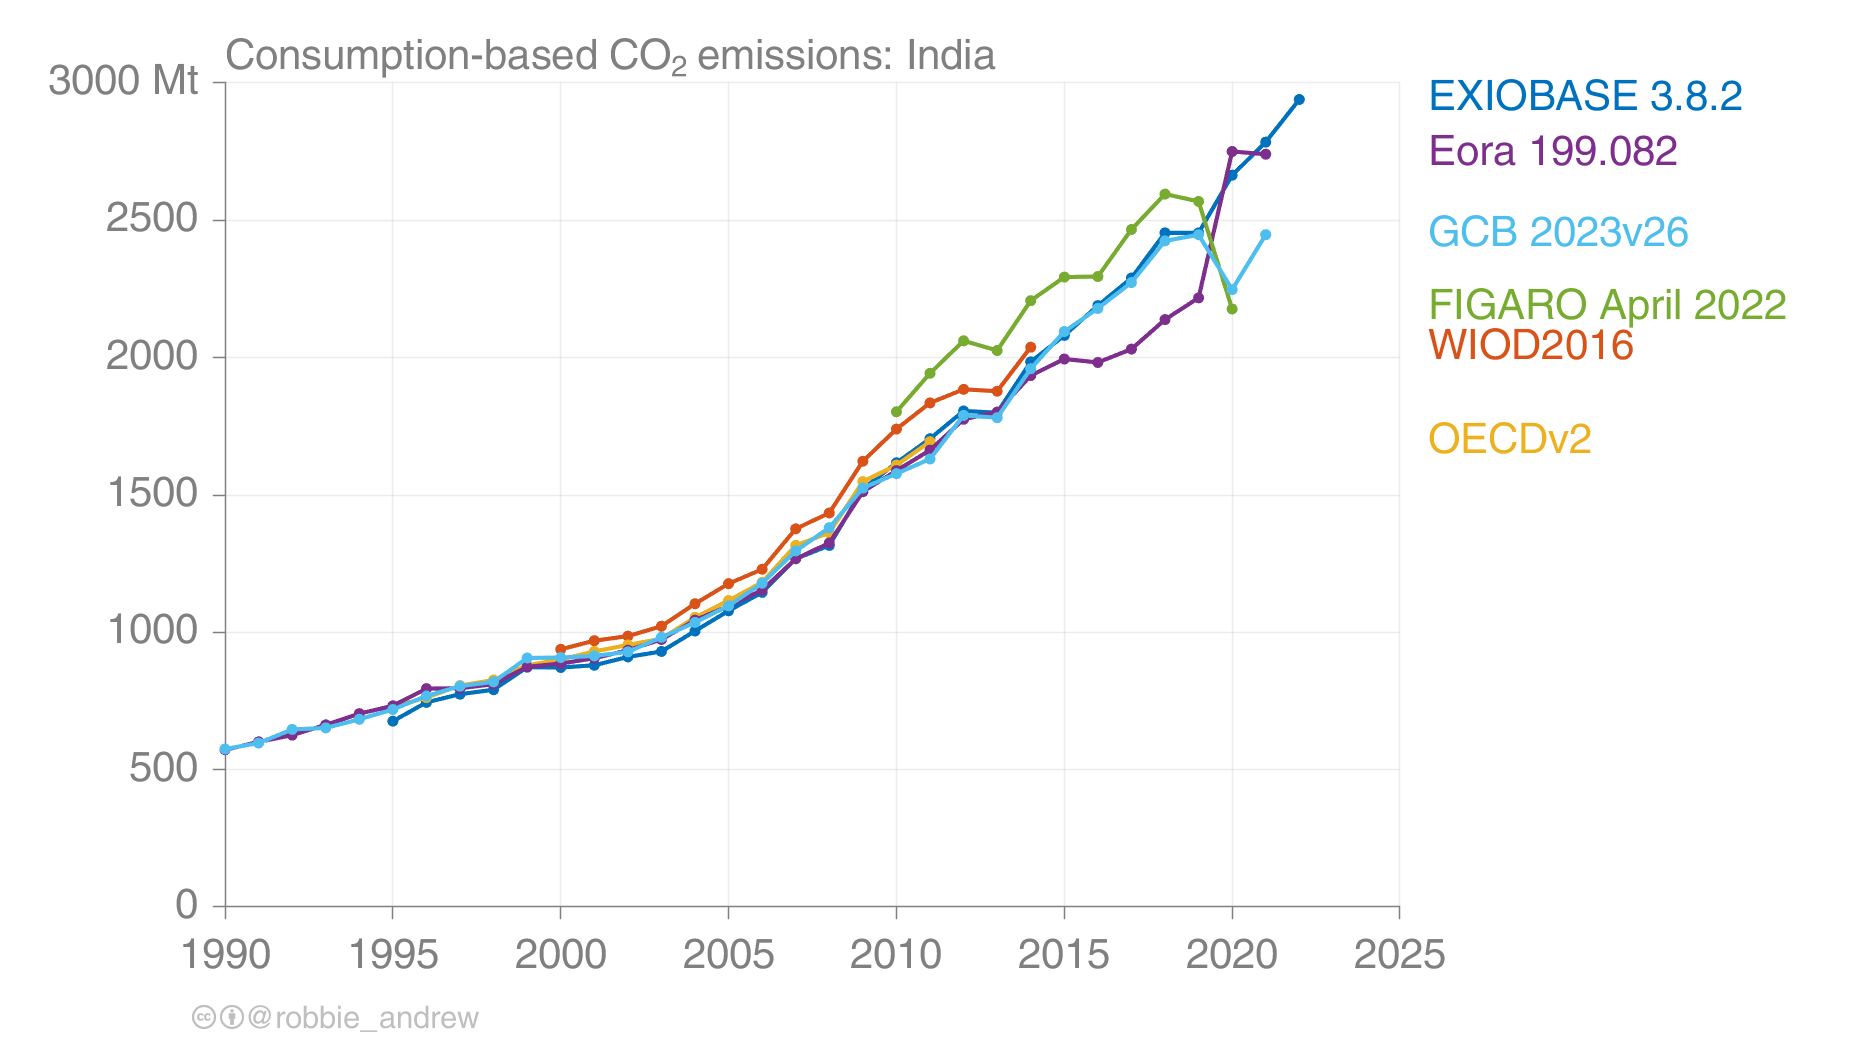 Consumption-based CO₂ emissions: India
3000 Mt
2500
2000
1500
1000
500
0
1990 1995 2000 2005 2010 2015 2020 2025
EXIOBASE 3.8.2
Eora 199.082
GCB 2023v26
FIGARO April 2022
WIOD2016
OECDv2
cc @robbie_andrew